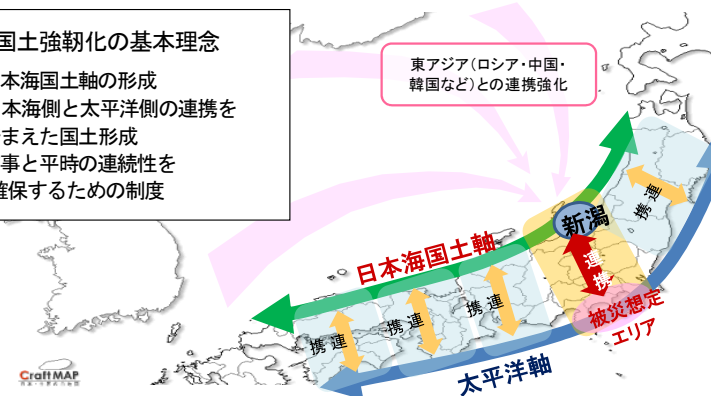 国土強靭化の基本理念
本海国土軸の形成
本海側と太平洋側の連携を
まえた国土形成
事と平時の連続性を
確保するための制度
東アジア(ロシア・中国・
韓国など)との連携強化
新潟
連携
連携
日本海国土軸
連携
連携
連携
被災想定
エリア
太平洋軸
CraftMAP